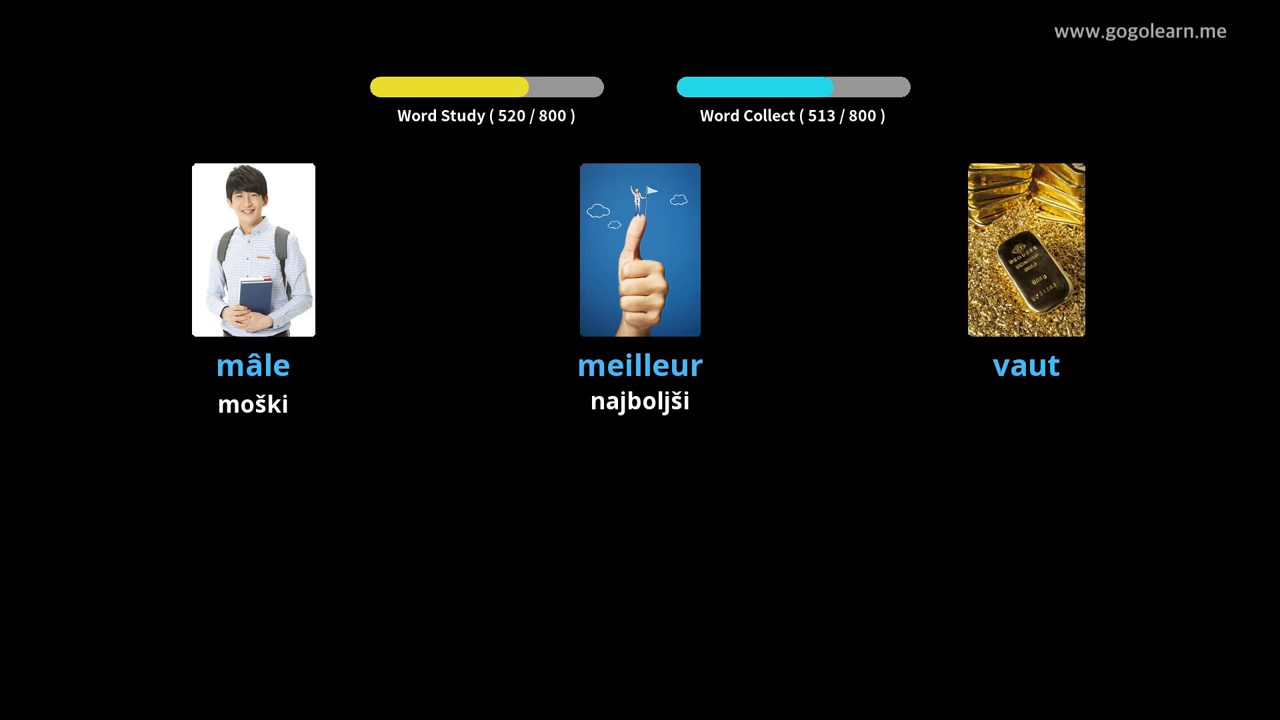 www.gogolearn.me
Word Study ( 520 / 800 )
Word Collect ( 513 / 800 )
mâle
moški
meilleur
najboljši
vaut